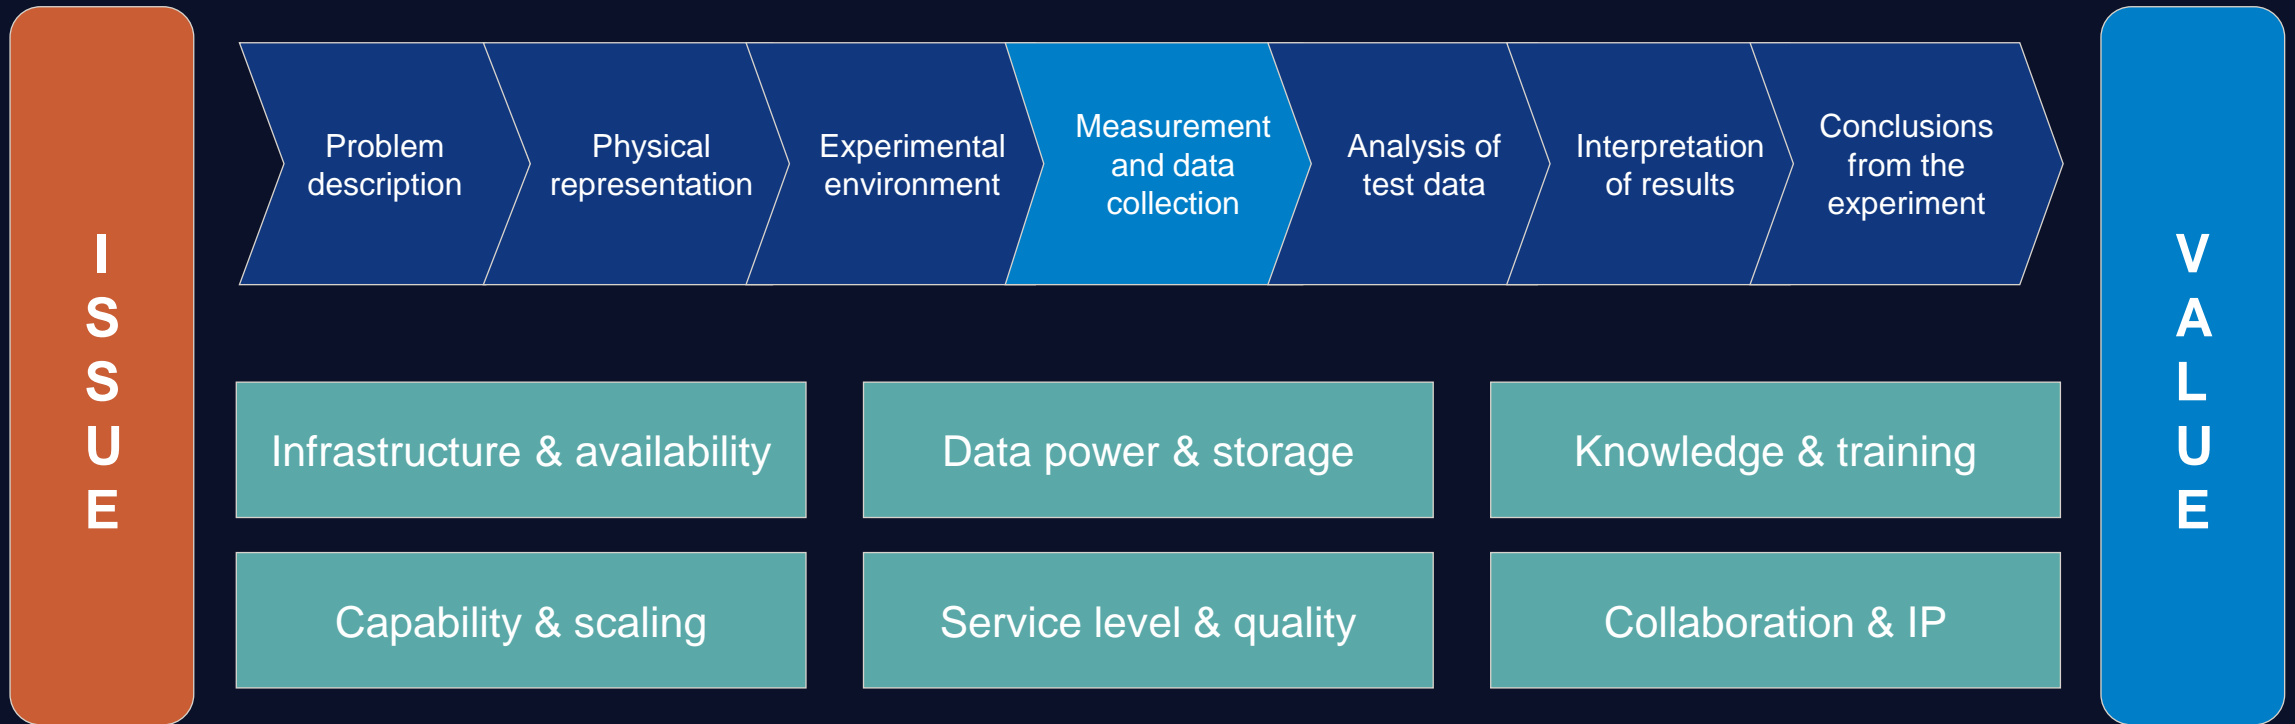 I
S
S
U
E
Problem
description
Physical
representation
Experimental
environment
Measurement
and data
collection
Analysis of
test data
Interpretation
of results
Conclusions
from the
experiment
Infrastructure & availability
Data power & storage
Knowledge & training
Capability & scaling
Service level & quality
Collaboration & IP
V
A
L
U
E